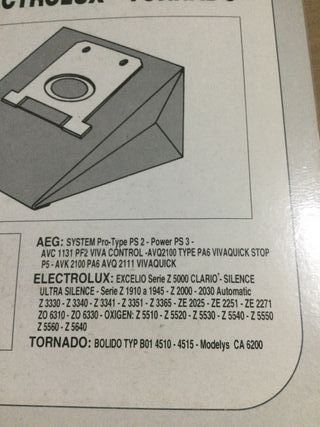 AEG: SYSTEM Pro-Type PS 2 - Power PS 3 -
AVC 1131 PF2 VIVA CONTROL -AVQ2100 TYPE PA6 VIVAQUICK STOP
P5 - AVK 2100 PA6 AVQ 2111 VIVAQUICK
ELECTROLUX: EXCELIO Serie Z 5000 CLARIO - SILENCE
ULTRA SILENCE - Serie Z 1910 a 1945 - Z 2000 - 2030 Automatic
Z 3330 - Z 3340 - Z 3341 - Z 3351 - Z 3365 - ZE 2025 - ZE 2251 - ZE 2271
ZO 6310 - ZO 6330 - OXIGEN: Z 5510 - Z 5520 - Z 5530 - Z 5540 - Z 5550
Z 5560 - Z 5640
TORNADO: BOLIDO TYP B01 4510 - 4515 - Modelys CA 6200